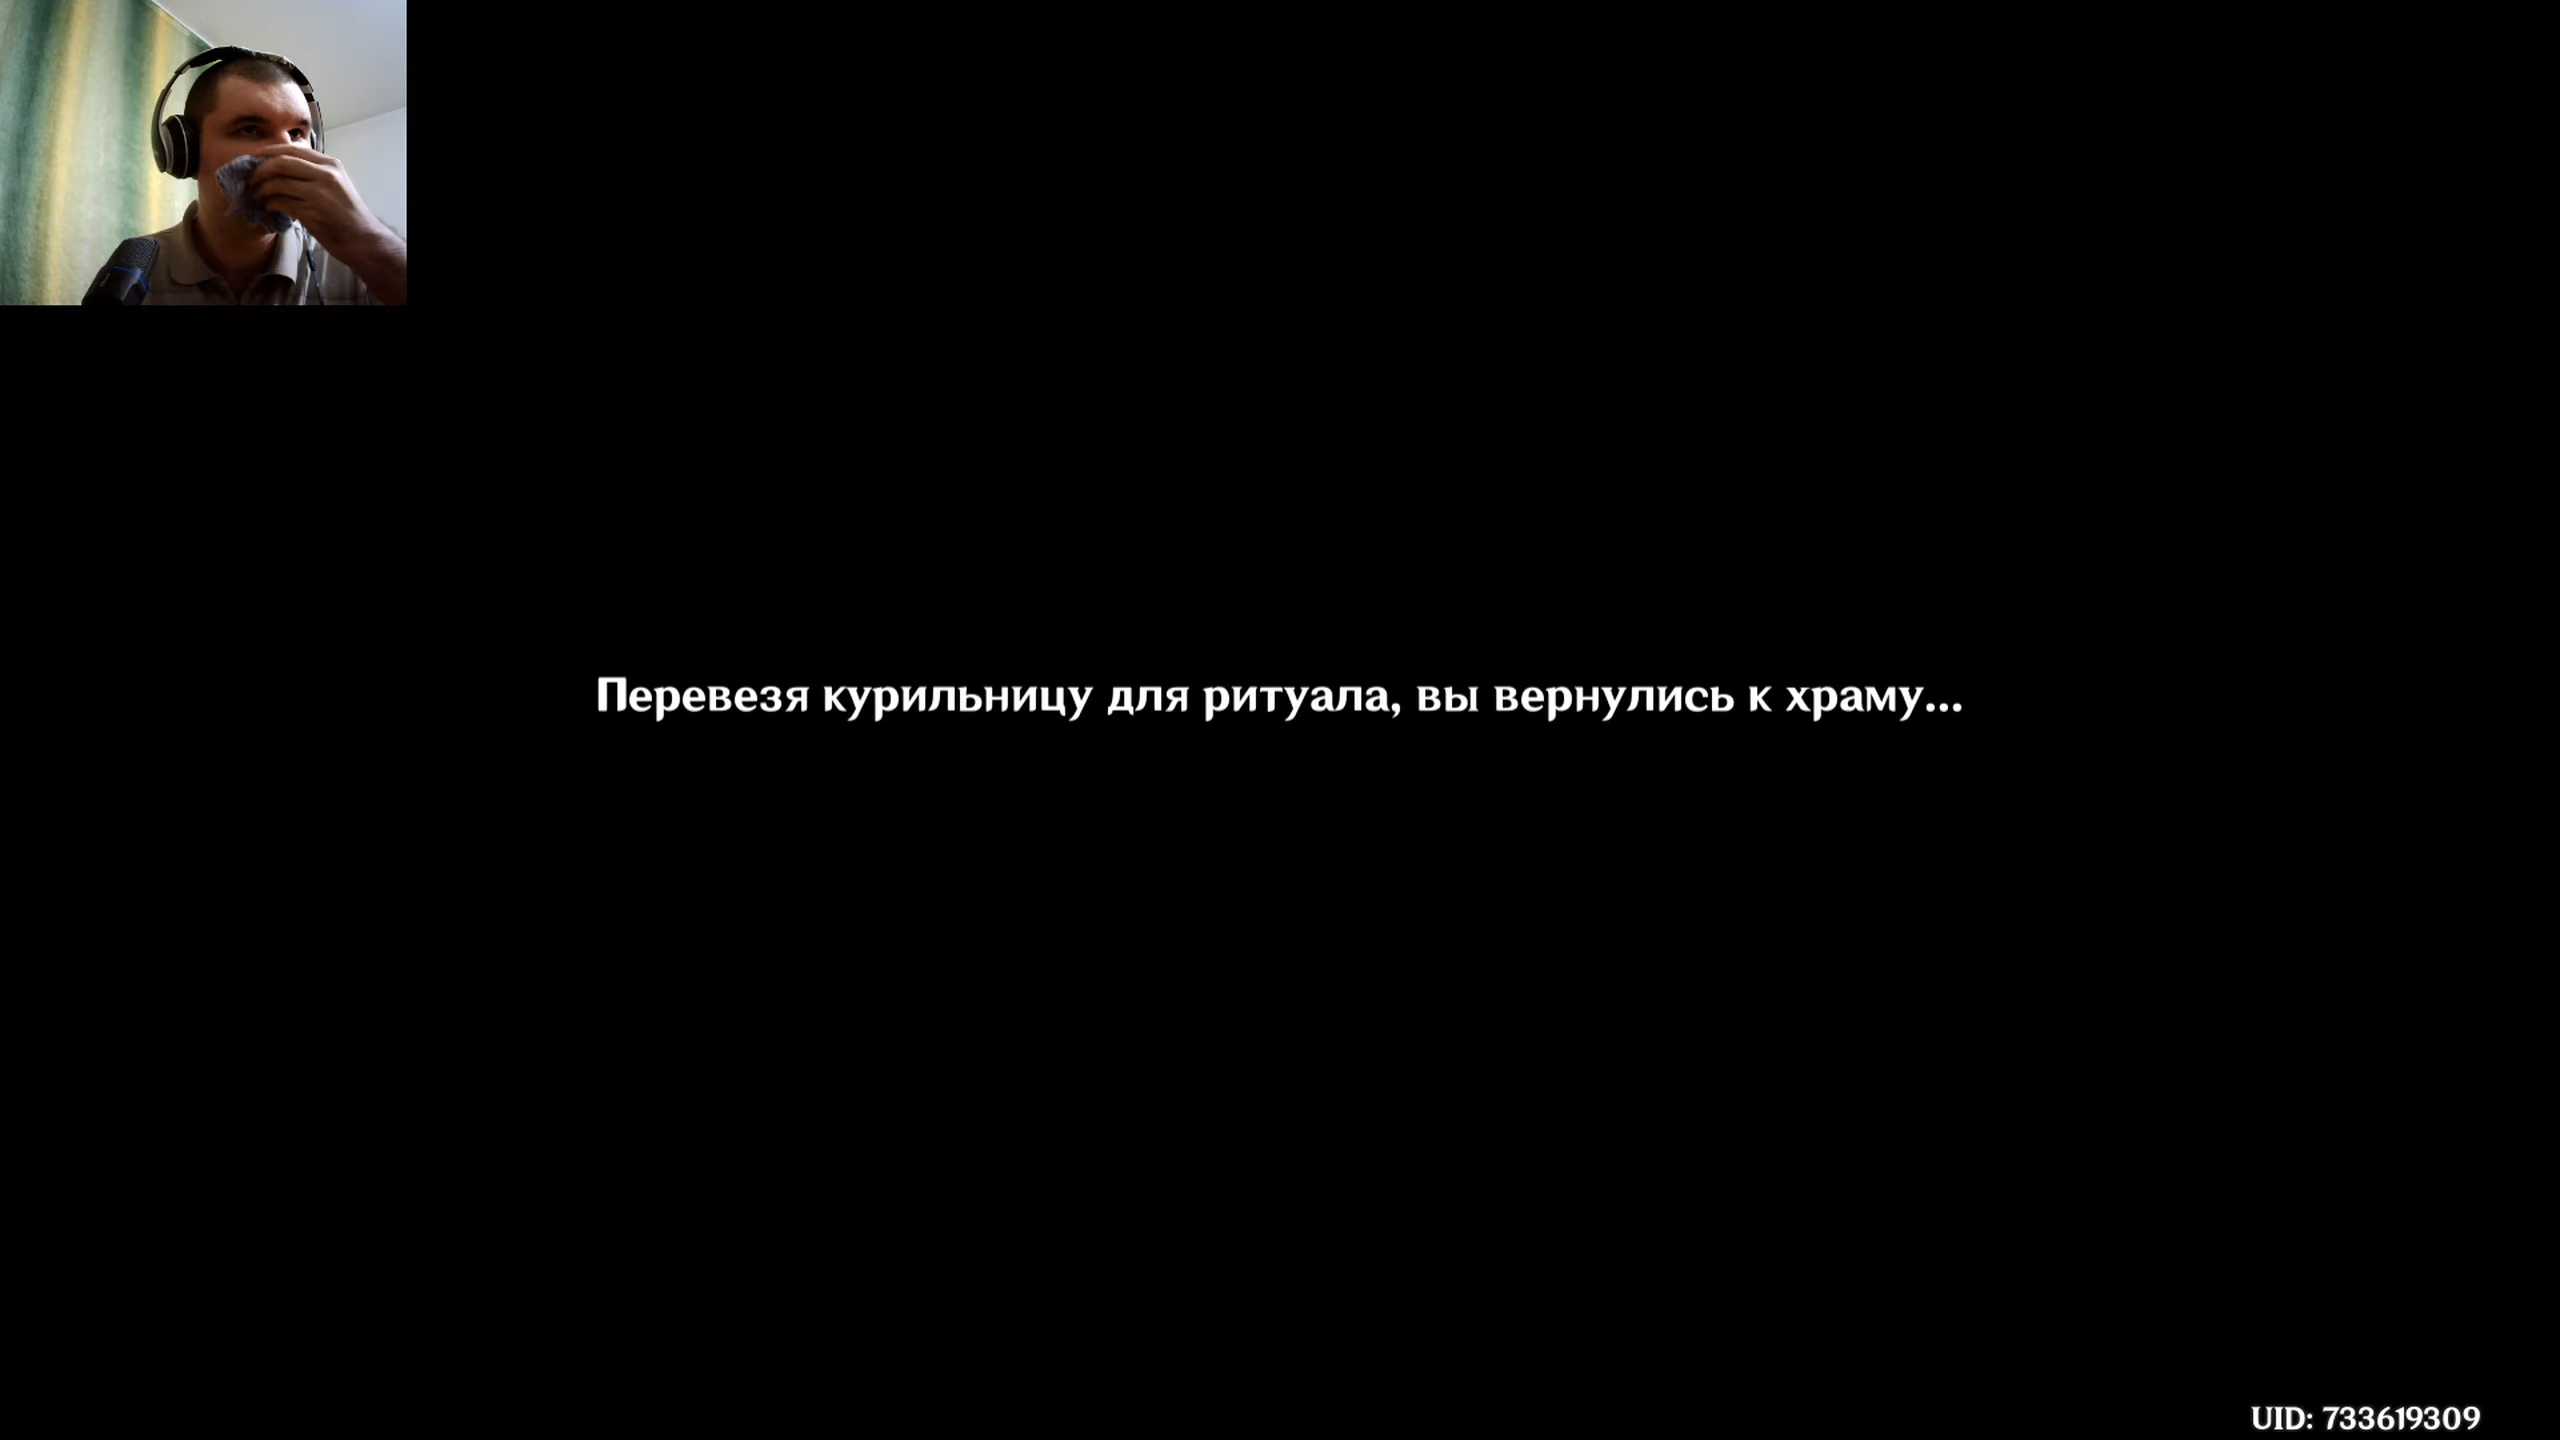 Перевезя курильницу для ритуала, вы вернулись к храму...
UID: 733619309